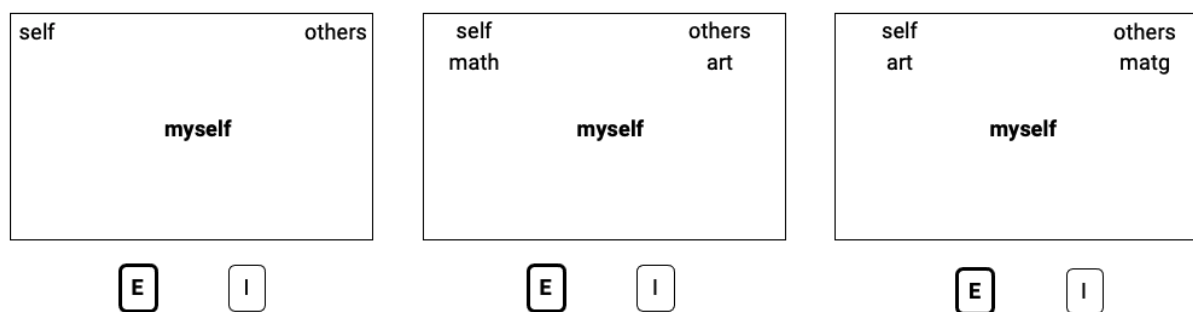 self others
myself
E I
self others
math art
myself
E I
self others
art matg
myself
E I